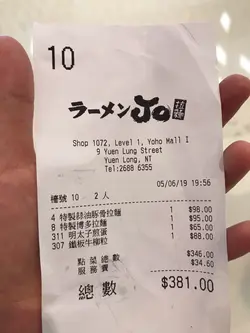 10
ラーメン Jo
Shop 1072, Level 1, Yoho Mall I
9 Yuen Lung Street
Yuen Long, NT
Tel:2688 6355
05/06/19 19:56
檯號 10 2人
4 特製豉油豚骨拉麵 1 $98.00
8 特製博多拉麵 1 $95.00
311 明太子煎蛋 1 $65.00
307 鐵板牛柳粒 1 $88.00
點菜總數 $346.00
服務費 $34.60
總數 $381.00